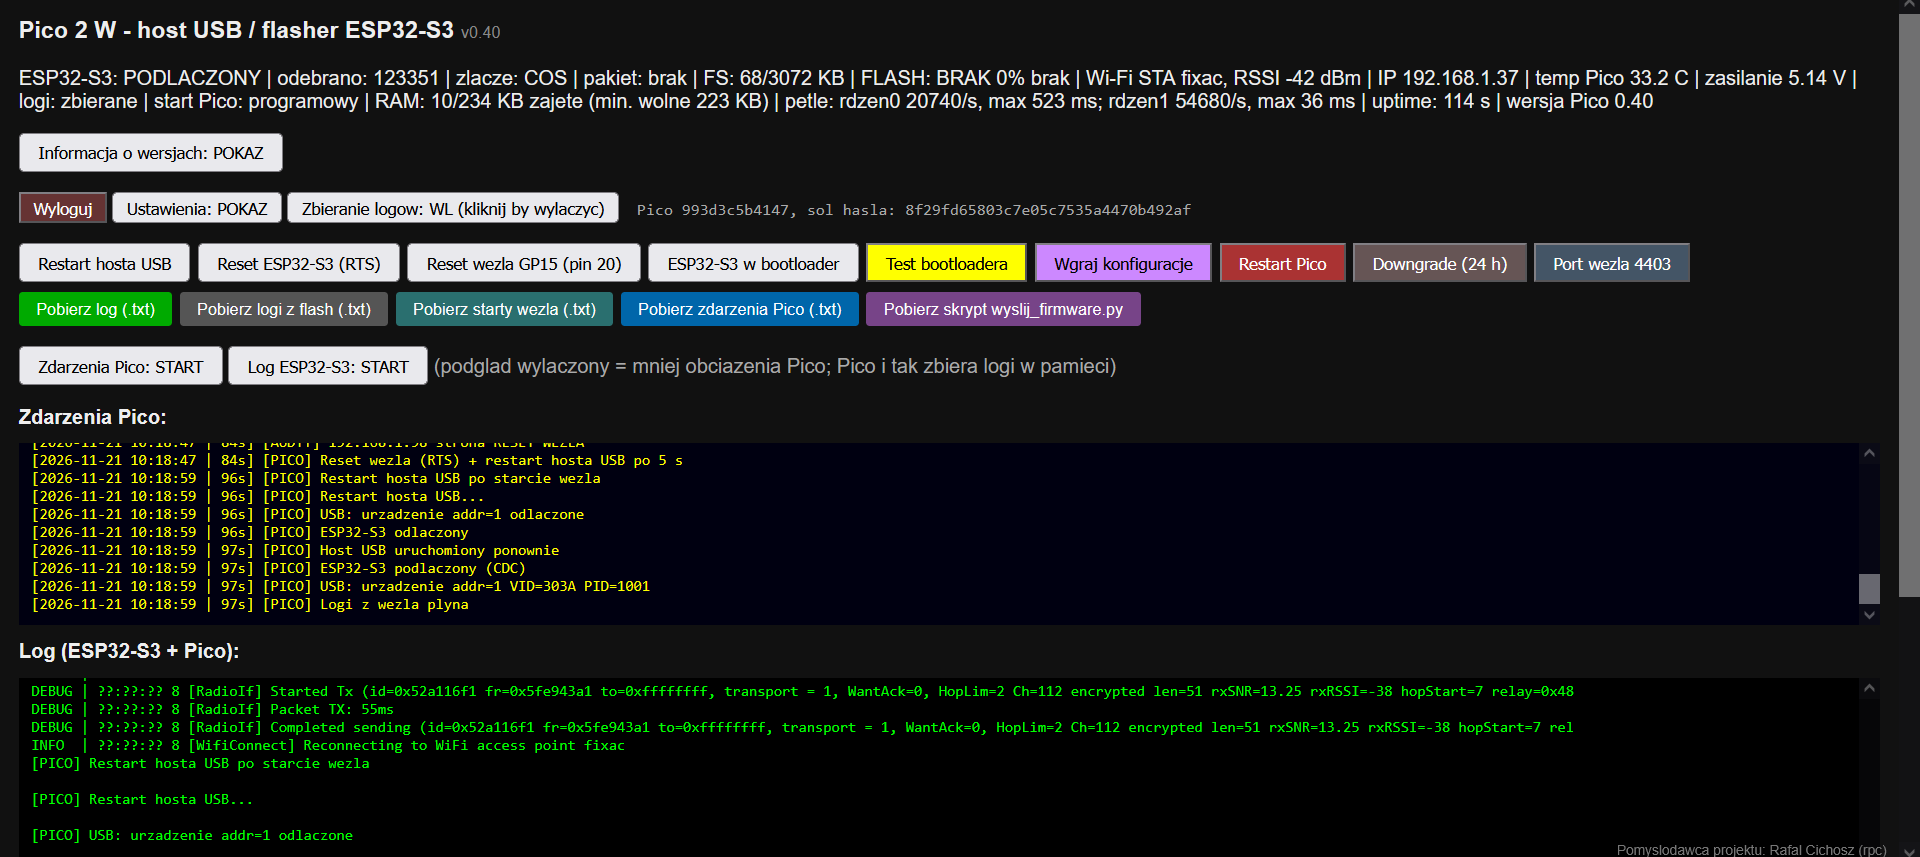 Pico 2 W - host USB / flasher ESP32-S3 v0.40
ESP32-S3: PODLACZONY | odebrano: 123351 | zlacze: COS | pakiet: brak | FS: 68/3072 KB | FLASH: BRAK 0% brak | Wi-Fi STA fixac, RSSI -42 dBm | IP 192.168.1.37 | temp Pico 33.2 C | zasilanie 5.14 V |
logi: zbierane | start Pico: programowy | RAM: 10/234 KB zajete (min. wolne 223 KB) | petle: rdzen0 20740/s, max 523 ms; rdzen1 54680/s, max 36 ms | uptime: 114 s | wersja Pico 0.40
Informacja o wersjach: POKAZ
Wyloguj Ustawienia: POKAZ Zbieranie logow: WL (kliknij by wylaczyc) Pico 993d3c5b4147, sol hasla: 8f29fd65803c7e05c7535a4470b492af
Restart hosta USB Reset ESP32-S3 (RTS) Reset wezla GP15 (pin 20) ESP32-S3 w bootloader Test bootloadera Wgraj konfiguracje Restart Pico Downgrade (24 h) Port wezla 4403
Pobierz log (.txt) Pobierz logi z flash (.txt) Pobierz starty wezla (.txt) Pobierz zdarzenia Pico (.txt) Pobierz skrypt wyslij_firmware.py
Zdarzenia Pico: START Log ESP32-S3: START (podglad wylaczony = mniej obciazenia Pico; Pico i tak zbiera logi w pamieci)
Zdarzenia Pico:
[2026-11-21 10:18:47 | 84s] [AUDYT] 192.168.1.98 strona RESET WEZLA
[2026-11-21 10:18:47 | 84s] [PICO] Reset wezla (RTS) + restart hosta USB po 5 s
[2026-11-21 10:18:59 | 96s] [PICO] Restart hosta USB po starcie wezla
[2026-11-21 10:18:59 | 96s] [PICO] Restart hosta USB...
[2026-11-21 10:18:59 | 96s] [PICO] USB: urzadzenie addr=1 odlaczone
[2026-11-21 10:18:59 | 96s] [PICO] ESP32-S3 odlaczony
[2026-11-21 10:18:59 | 97s] [PICO] Host USB uruchomiony ponownie
[2026-11-21 10:18:59 | 97s] [PICO] ESP32-S3 podlaczony (CDC)
[2026-11-21 10:18:59 | 97s] [PICO] USB: urzadzenie addr=1 VID=303A PID=1001
[2026-11-21 10:18:59 | 97s] [PICO] Logi z wezla plyna
Log (ESP32-S3 + Pico):
DEBUG | ??:??:?? 8 [RadioIf] Started Tx (id=0x52a116f1 fr=0x5fe943a1 to=0xffffffff, transport = 1, WantAck=0, HopLim=2 Ch=112 encrypted len=51 rxSNR=13.25 rxRSSI=-38 hopStart=7 relay=0x48
DEBUG | ??:??:?? 8 [RadioIf] Packet TX: 55ms
DEBUG | ??:??:?? 8 [RadioIf] Completed sending (id=0x52a116f1 fr=0x5fe943a1 to=0xffffffff, transport = 1, WantAck=0, HopLim=2 Ch=112 encrypted len=51 rxSNR=13.25 rxRSSI=-38 hopStart=7 rel
INFO | ??:??:?? 8 [WifiConnect] Reconnecting to WiFi access point fixac
[PICO] Restart hosta USB po starcie wezla
[PICO] Restart hosta USB...
[PICO] USB: urzadzenie addr=1 odlaczone
Pomyslodawca projektu: Rafal Cichosz (rpc)